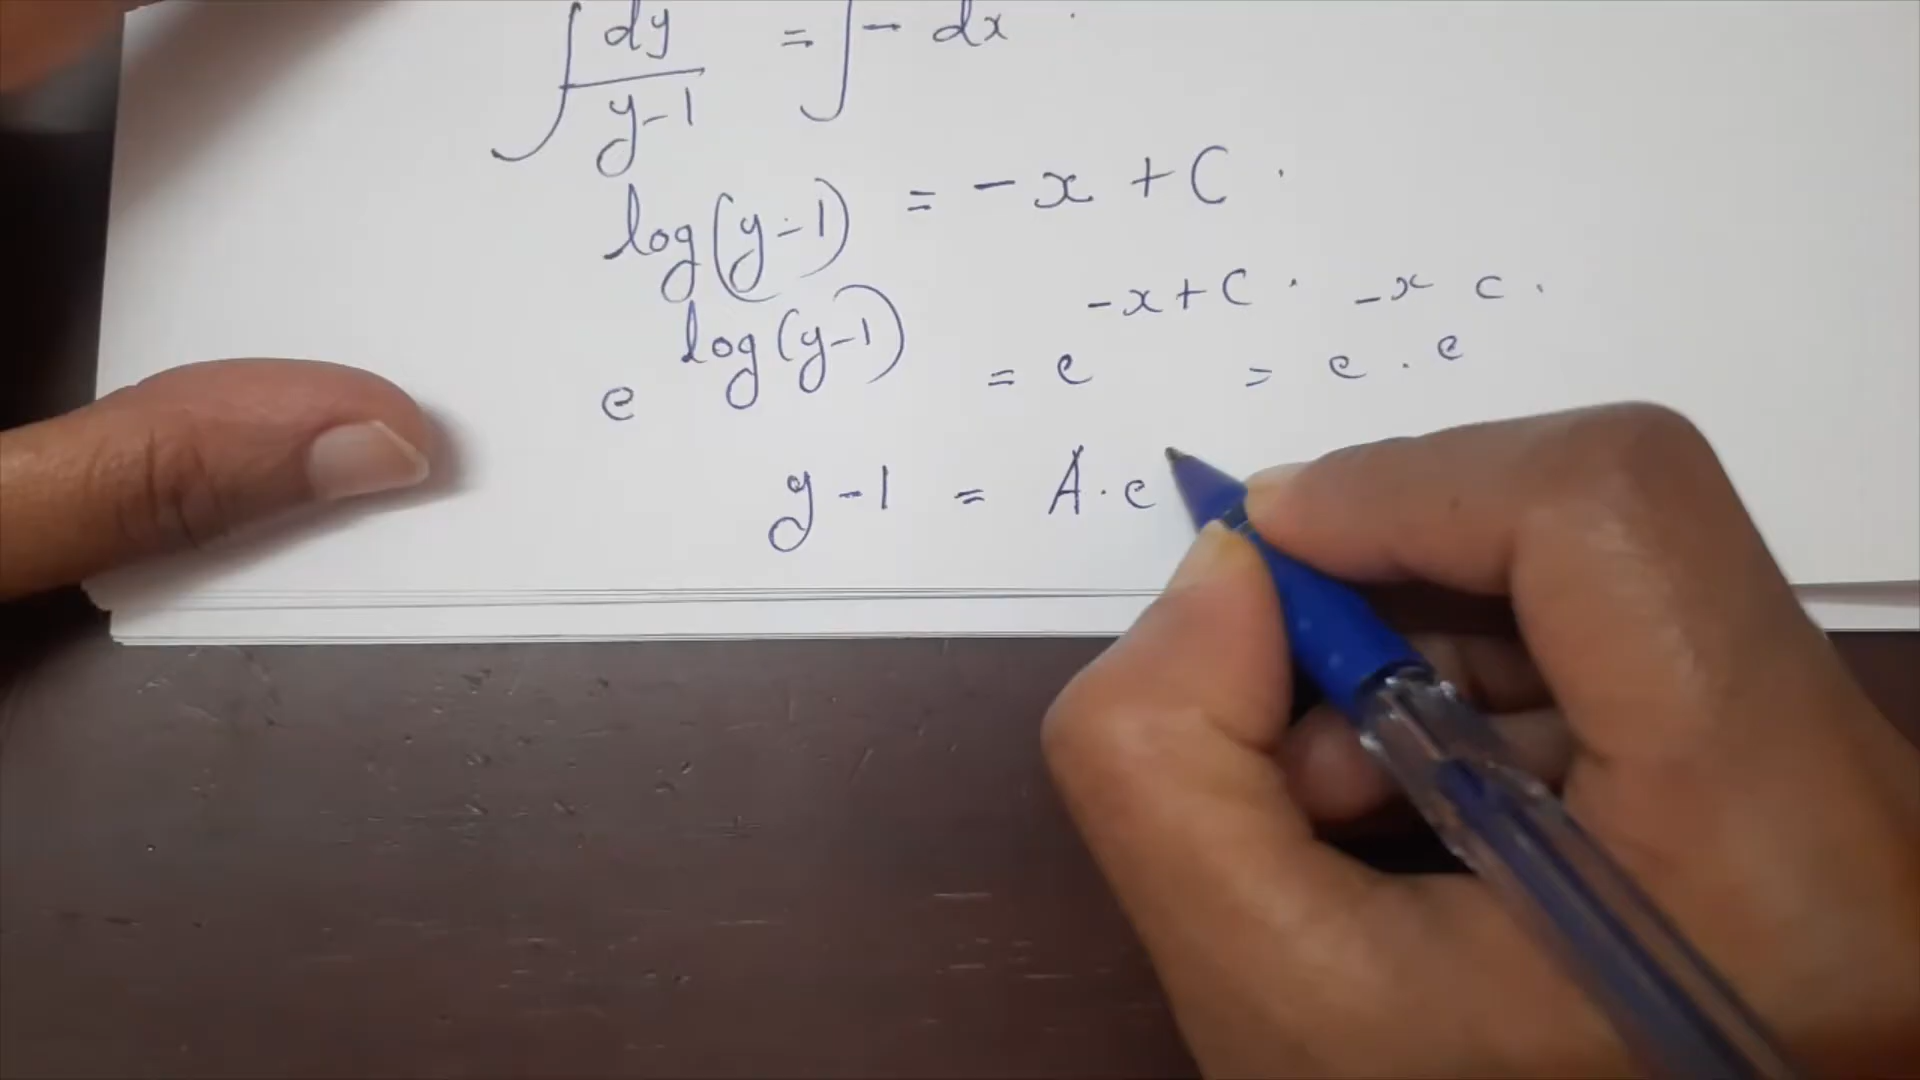 ∫ dy/(y-1) = ∫ - dx .
log(y-1) = -x + C .
e^{log(y-1)} = e^{-x+C .} = e^{-x} . e^{c .}
y-1 = A . e